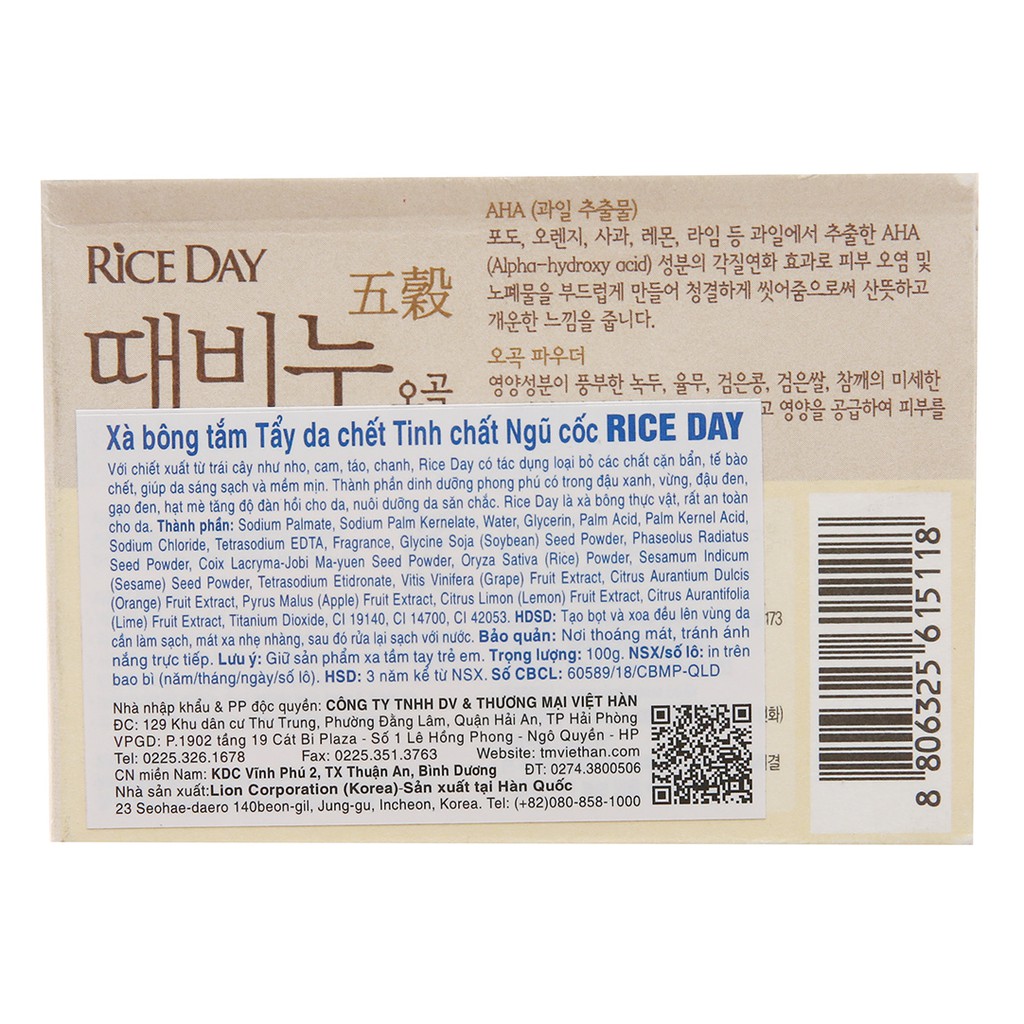 RICE DAY
五穀
때비누
오곡
AHA (과일 추출물)
포도, 오렌지, 사과, 레몬, 라임 등 과일에서 추출한 AHA
(Alpha-hydroxy acid) 성분의 각질연화 효과로 피부 오염 및
노폐물을 부드럽게 만들어 청결하게 씻어줌으로써 산뜻하고
개운한 느낌을 줍니다.
오곡 파우더
영양성분이 풍부한 녹두, 율무, 검은콩, 검은쌀, 참깨의 미세한
고 영양을 공급하여 피부를
Xà bông tắm Tẩy da chết Tinh chất Ngũ cốc RICE DAY
Với chiết xuất từ trái cây như nho, cam, táo, chanh, Rice Day có tác dụng loại bỏ các chất cặn bẩn, tế bào
chết, giúp da sáng sạch và mềm mịn. Thành phần dinh dưỡng phong phú có trong đậu xanh, vừng, đậu đen,
gạo đen, hạt mè tăng độ đàn hồi cho da, nuôi dưỡng da săn chắc. Rice Day là xà bông thực vật, rất an toàn
cho da. Thành phần: Sodium Palmate, Sodium Palm Kernelate, Water, Glycerin, Palm Acid, Palm Kernel Acid,
Sodium Chloride, Tetrasodium EDTA, Fragrance, Glycine Soja (Soybean) Seed Powder, Phaseolus Radiatus
Seed Powder, Coix Lacryma-Jobi Ma-yuen Seed Powder, Oryza Sativa (Rice) Powder, Sesamum Indicum
(Sesame) Seed Powder, Tetrasodium Etidronate, Vitis Vinifera (Grape) Fruit Extract, Citrus Aurantium Dulcis
(Orange) Fruit Extract, Pyrus Malus (Apple) Fruit Extract, Citrus Limon (Lemon) Fruit Extract, Citrus Aurantifolia
(Lime) Fruit Extract, Titanium Dioxide, CI 19140, CI 14700, CI 42053. HDSD: Tạo bọt và xoa đều lên vùng da
cần làm sạch, mát xa nhẹ nhàng, sau đó rửa lại sạch với nước. Bảo quản: Nơi thoáng mát, tránh ánh
nắng trực tiếp. Lưu ý: Giữ sản phẩm xa tầm tay trẻ em. Trọng lượng: 100g. NSX/số lô: in trên
bao bì (năm/tháng/ngày/số lô). HSD: 3 năm kể từ NSX. Số CBCL: 60589/18/CBMP-QLD
Nhà nhập khẩu & PP độc quyền: CÔNG TY TNHH DV & THƯƠNG MẠI VIỆT HÀN
ĐC: 129 Khu dân cư Thư Trung, Phường Đằng Lâm, Quận Hải An, TP Hải Phòng
VPGD: P.1902 tầng 19 Cát Bi Plaza - Số 1 Lê Hồng Phong - Ngô Quyền - HP
Tel: 0225.326.1678 Fax: 0225.351.3763 Website: tmviethan.com
CN miền Nam: KDC Vĩnh Phú 2, TX Thuận An, Bình Dương ĐT: 0274.3800506
Nhà sản xuất:Lion Corporation (Korea)-Sản xuất tại Hàn Quốc
23 Seohae-daero 140beon-gil, Jung-gu, Incheon, Korea. Tel: (+82)080-858-1000
173
화)
결
8 806325 615118